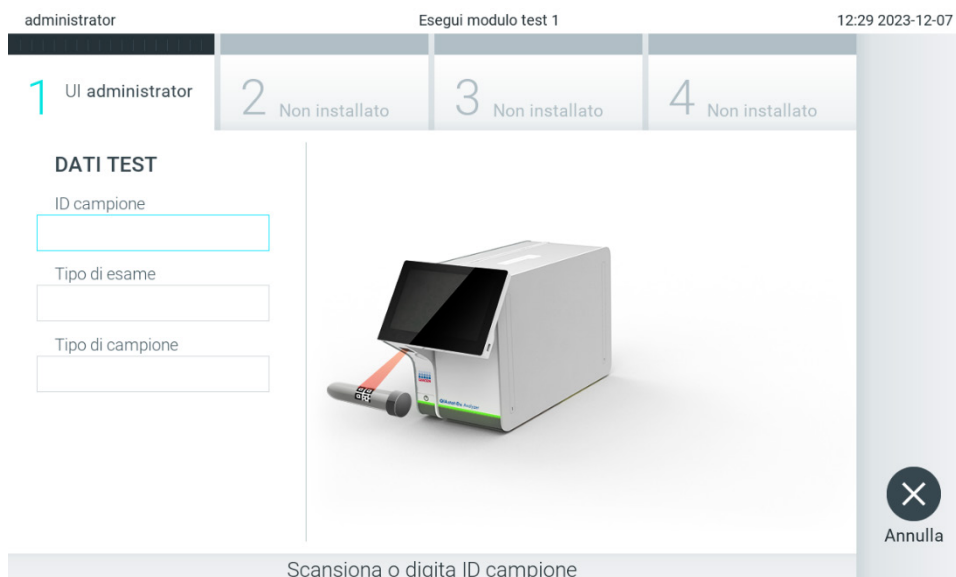 administrator
Esegui modulo test 1
12:29 2023-12-07
1 UI administrator
2 Non installato
3 Non installato
4 Non installato
DATI TEST
ID campione
Tipo di esame
Tipo di campione
Annulla
Scansiona o digita ID campione